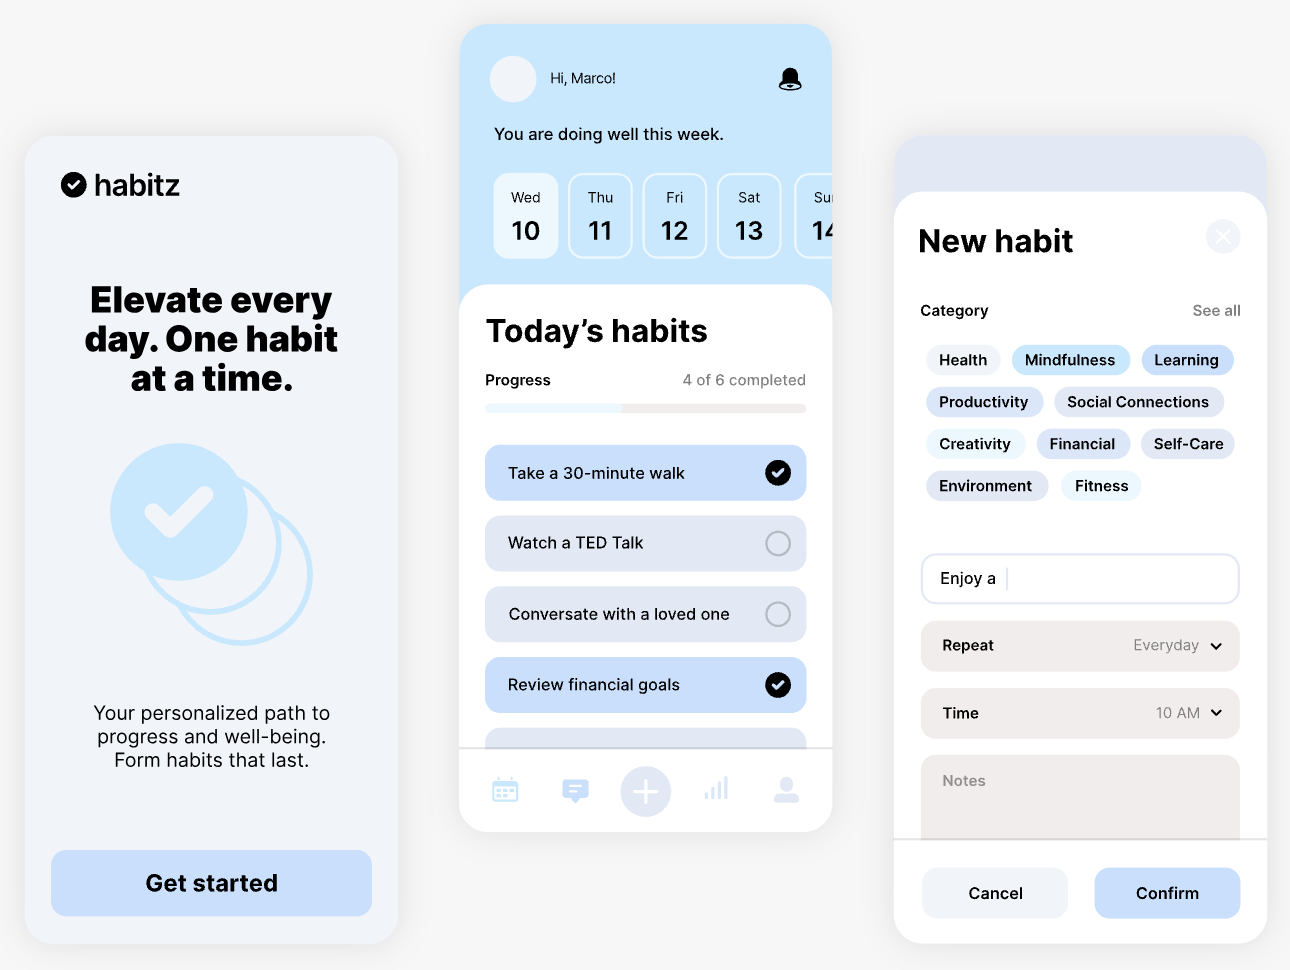 habitz
Elevate every
day. One habit
at a time.
Your personalized path to
progress and well-being.
Form habits that last.
Get started
Hi, Marco!
You are doing well this week.
Wed Thu Fri Sat Sun
10 11 12 13 14
Today’s habits
Progress 4 of 6 completed
Take a 30-minute walk
Watch a TED Talk
Conversate with a loved one
Review financial goals
New habit
Category See all
Health Mindfulness Learning
Productivity Social Connections
Creativity Financial Self-Care
Environment Fitness
Enjoy a
Repeat Everyday
Time 10 AM
Notes
Cancel Confirm